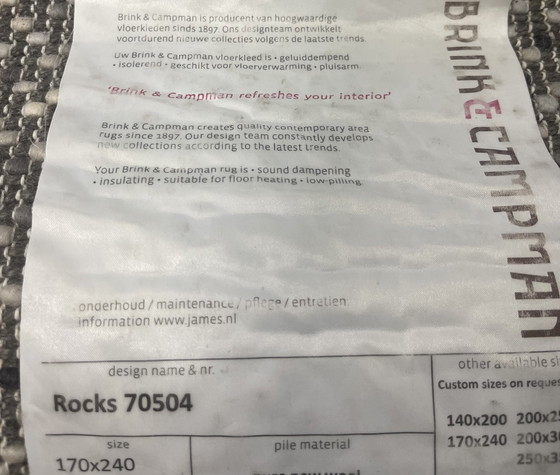 Brink & Campman is producent van hoogwaardige
vloerkleden sinds 1897. Ons designteam ontwikkelt
voortdurend nieuwe collecties volgens de laatste trends.
Uw Brink & Campman vloerkleed is • geluiddempend
• isolerend • geschikt voor vloerverwarming • pluisarm
'Brink & Campman refreshes your interior'
Brink & Campman creates quality contemporary area
rugs since 1897. Our design team constantly develops
new collections according to the latest trends.
Your Brink & Campman rug is • sound dampening
• insulating • suitable for floor heating • low-pilling
BRINK & CAMPMAN
onderhoud / maintenance / pflege / entretien:
information www.james.nl
design name & nr.
Rocks 70504
size
170x240
pile material
other available
Custom sizes on
140x200
170x240